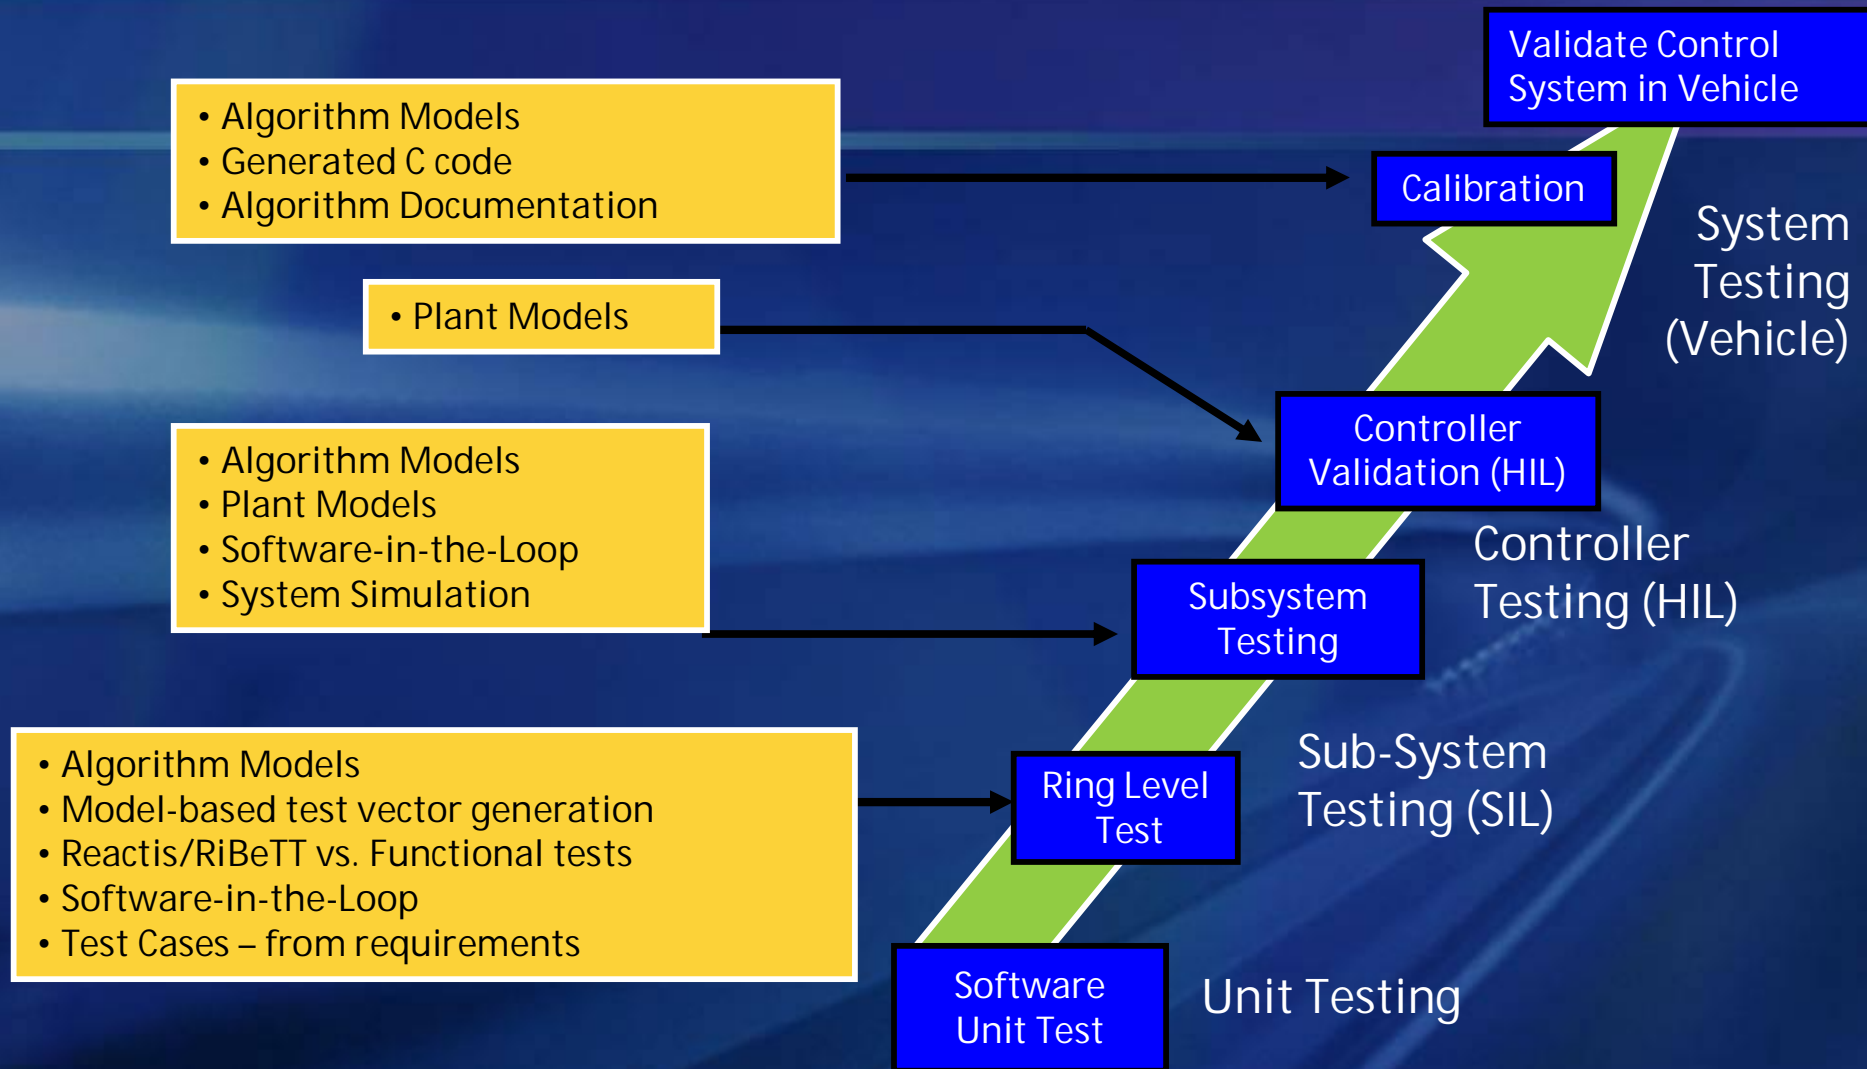 Validate Control
System in Vehicle
• Algorithm Models
• Generated C code
• Algorithm Documentation
Calibration
System
Testing
(Vehicle)
• Plant Models
Controller
Validation (HIL)
• Algorithm Models
• Plant Models
• Software-in-the-Loop
• System Simulation
Controller
Testing (HIL)
Subsystem
Testing
• Algorithm Models
• Model-based test vector generation
• Reactis/RiBeTT vs. Functional tests
• Software-in-the-Loop
• Test Cases – from requirements
Ring Level
Test
Sub-System
Testing (SIL)
Software
Unit Test
Unit Testing